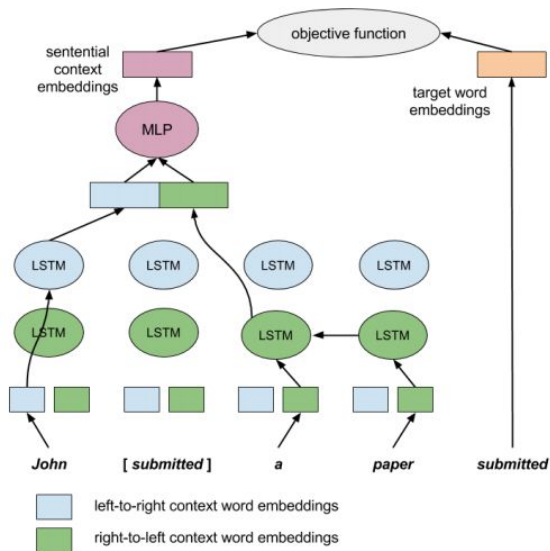 objective function
sentential
context
embeddings
target word
embeddings
MLP
LSTM LSTM LSTM LSTM
LSTM LSTM LSTM LSTM
John [ submitted ] a paper submitted
left-to-right context word embeddings
right-to-left context word embeddings